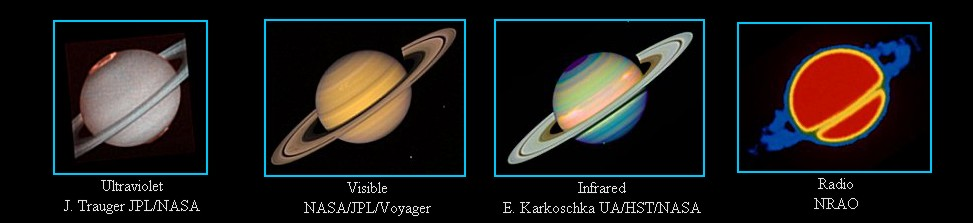 Ultraviolet
J. Trauger JPL/NASA
Visible
NASA/JPL/Voyager
Infrared
E. Karkoschka UA/HST/NASA
Radio
NRAO